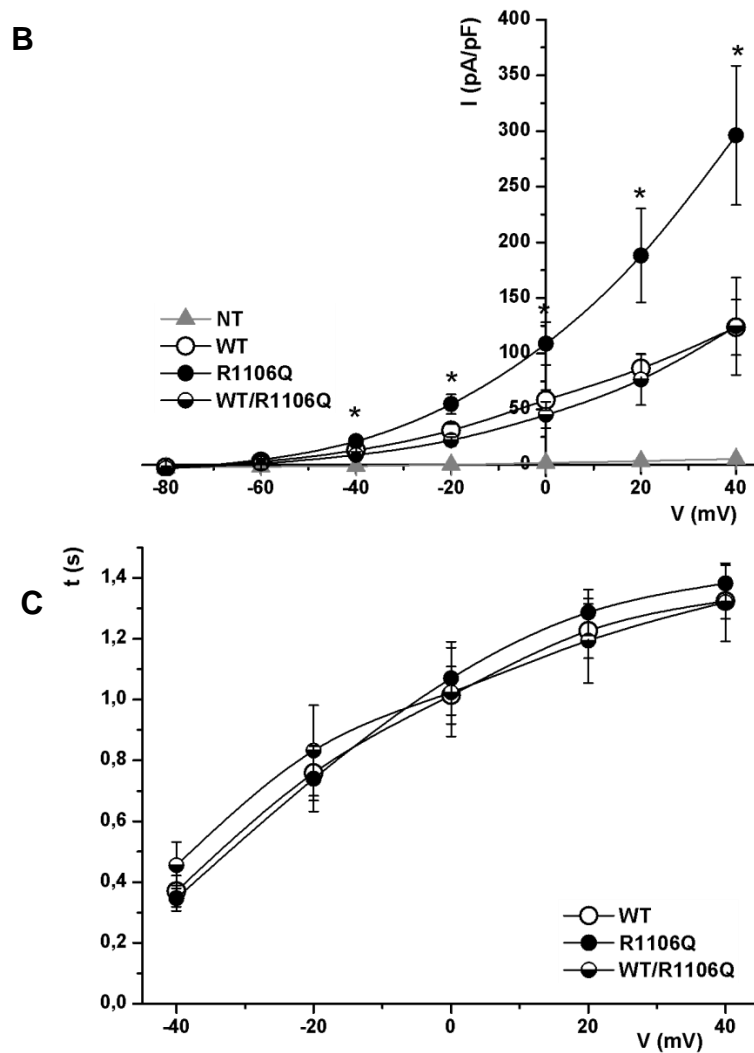 B
I (pA/pF)
400
350
300
250
200
150
100
50
0
* * * * * *
NT
WT
R1106Q
WT/R1106Q
-80 -60 -40 -20 0 20 40
V (mV)
C
t (s)
1,4
1,2
1,0
0,8
0,6
0,4
0,2
0,0
WT
R1106Q
WT/R1106Q
-40 -20 0 20 40
V (mV)